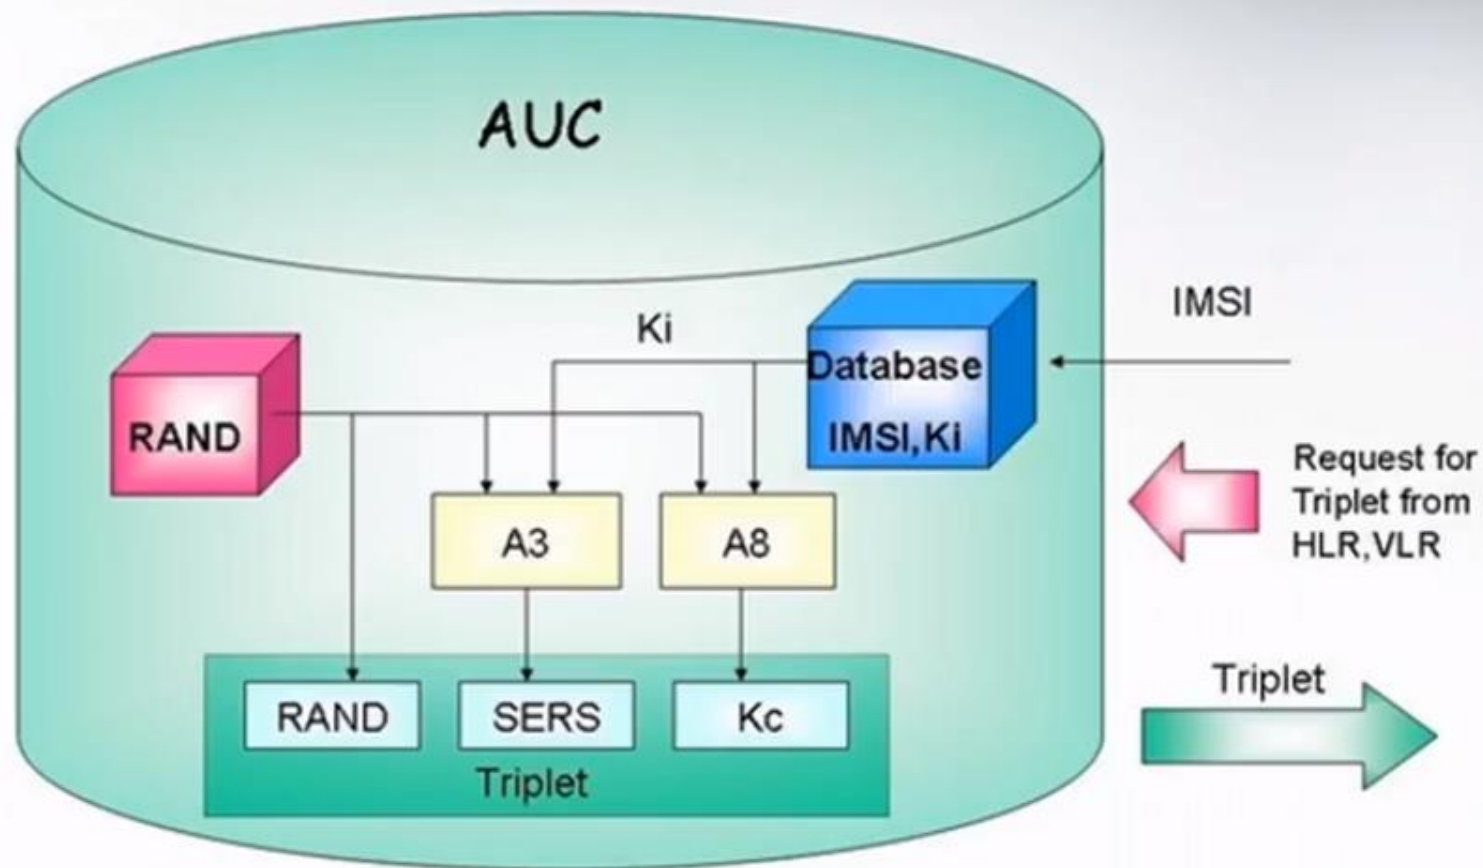 AUC
IMSI
Ki
Database
IMSI,Ki
RAND
Request for
Triplet from
HLR,VLR
A3
A8
Triplet
RAND
SERS
Kc
Triplet